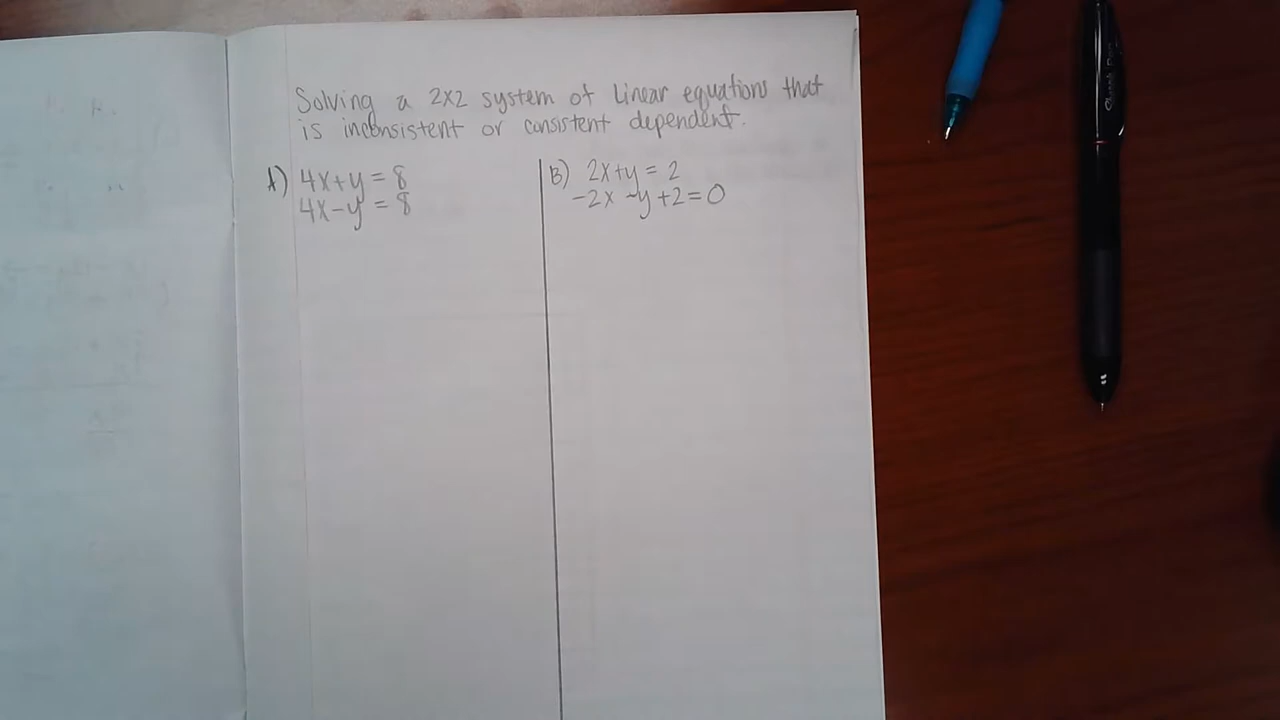 Solving a 2x2 system of linear equations that
is inconsistent or consistent dependent.
A) 4x+y = 8
4x-y = 8
B) 2x+y = 2
-2x -y +2=0